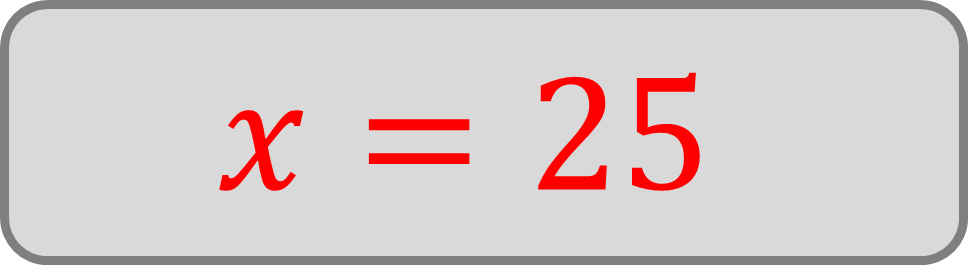 x = 25